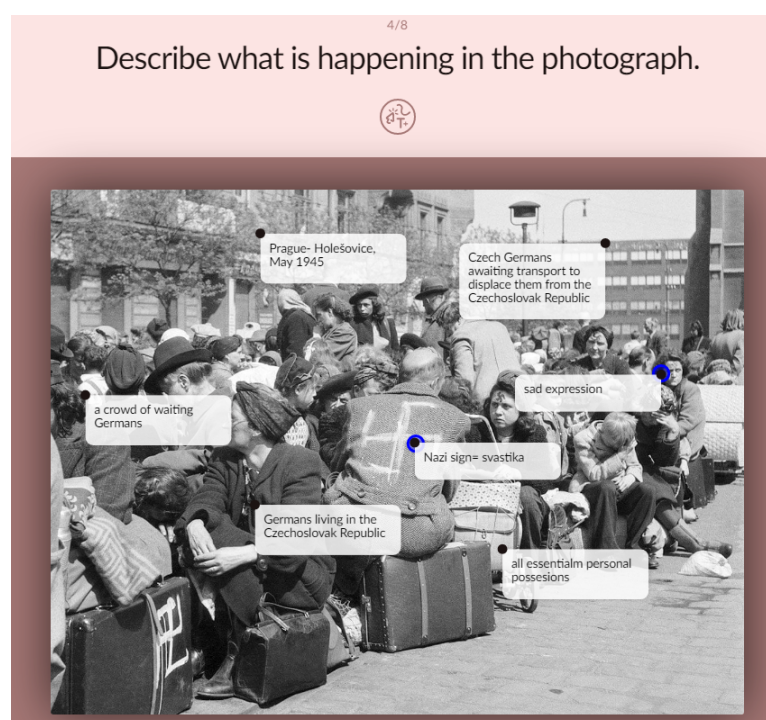 4/8
Describe what is happening in the photograph.
Prague- Holešovice,
May 1945
Czech Germans
awaiting transport to
displace them from the
Czechoslovak Republic
sad expression
a crowd of waiting
Germans
Nazi sign= svastika
Germans living in the
Czechoslovak Republic
all essentialm personal
possesions